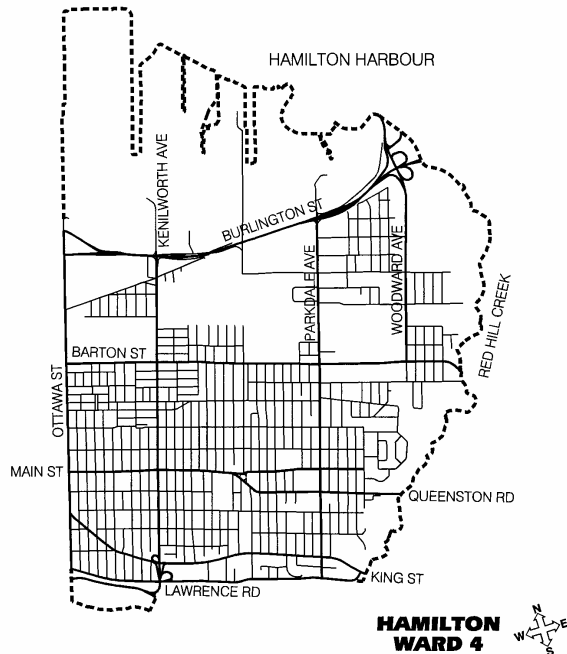 HAMILTON HARBOUR
KENILWORTH AVE
BURLINGTON ST
PARKDALE AVE
WOODWARD AVE
RED HILL CREEK
BARTON ST
OTTAWA ST
MAIN ST
QUEENSTON RD
KING ST
LAWRENCE RD
HAMILTON
WARD 4
N
W
E
S